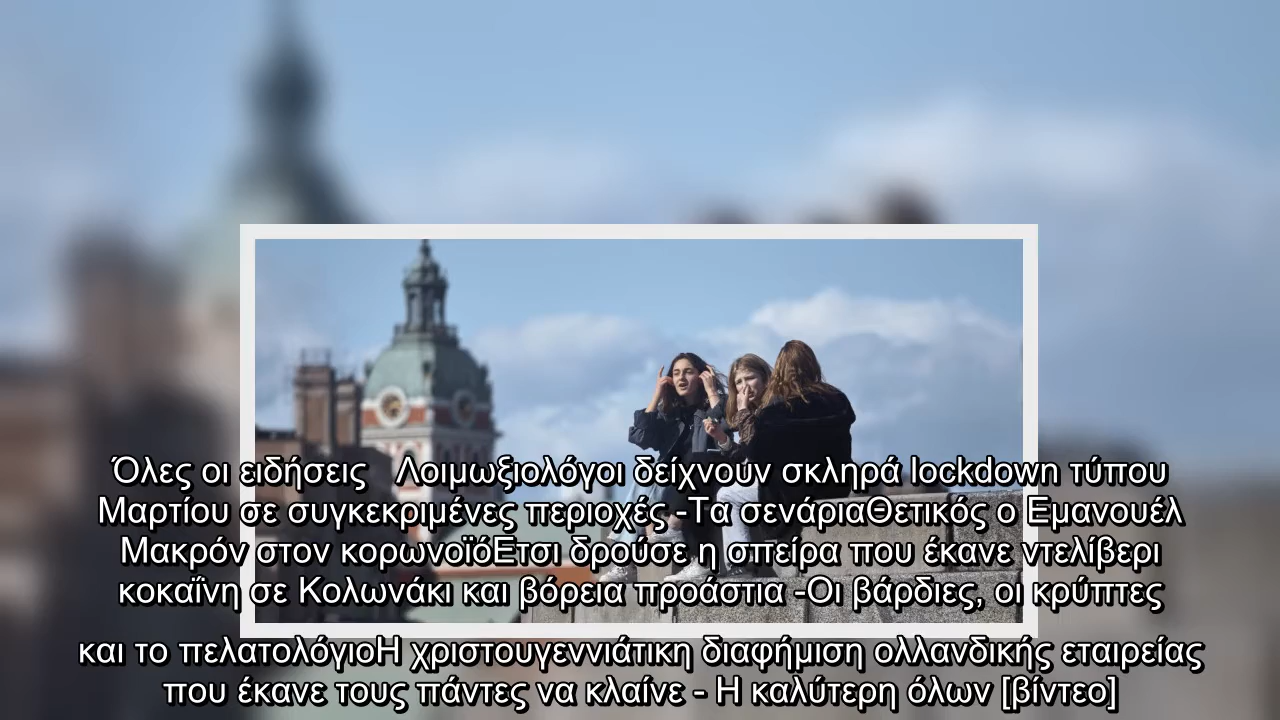 Όλες οι ειδήσεις   Λοιμωξιολόγοι δείχνουν σκληρά lockdown τύπου
Μαρτίου σε συγκεκριμένες περιοχές -Τα σενάριαΘετικός ο Εμανουέλ
Μακρόν στον κορωνοϊόΕτσι δρούσε η σπείρα που έκανε ντελίβερι
κοκαΐνη σε Κολωνάκι και βόρεια προάστια -Οι βάρδιες, οι κρύπτες
και το πελατολόγιοΗ χριστουγεννιάτικη διαφήμιση ολλανδικής εταιρείας
που έκανε τους πάντες να κλαίνε - Η καλύτερη όλων [βίντεο]